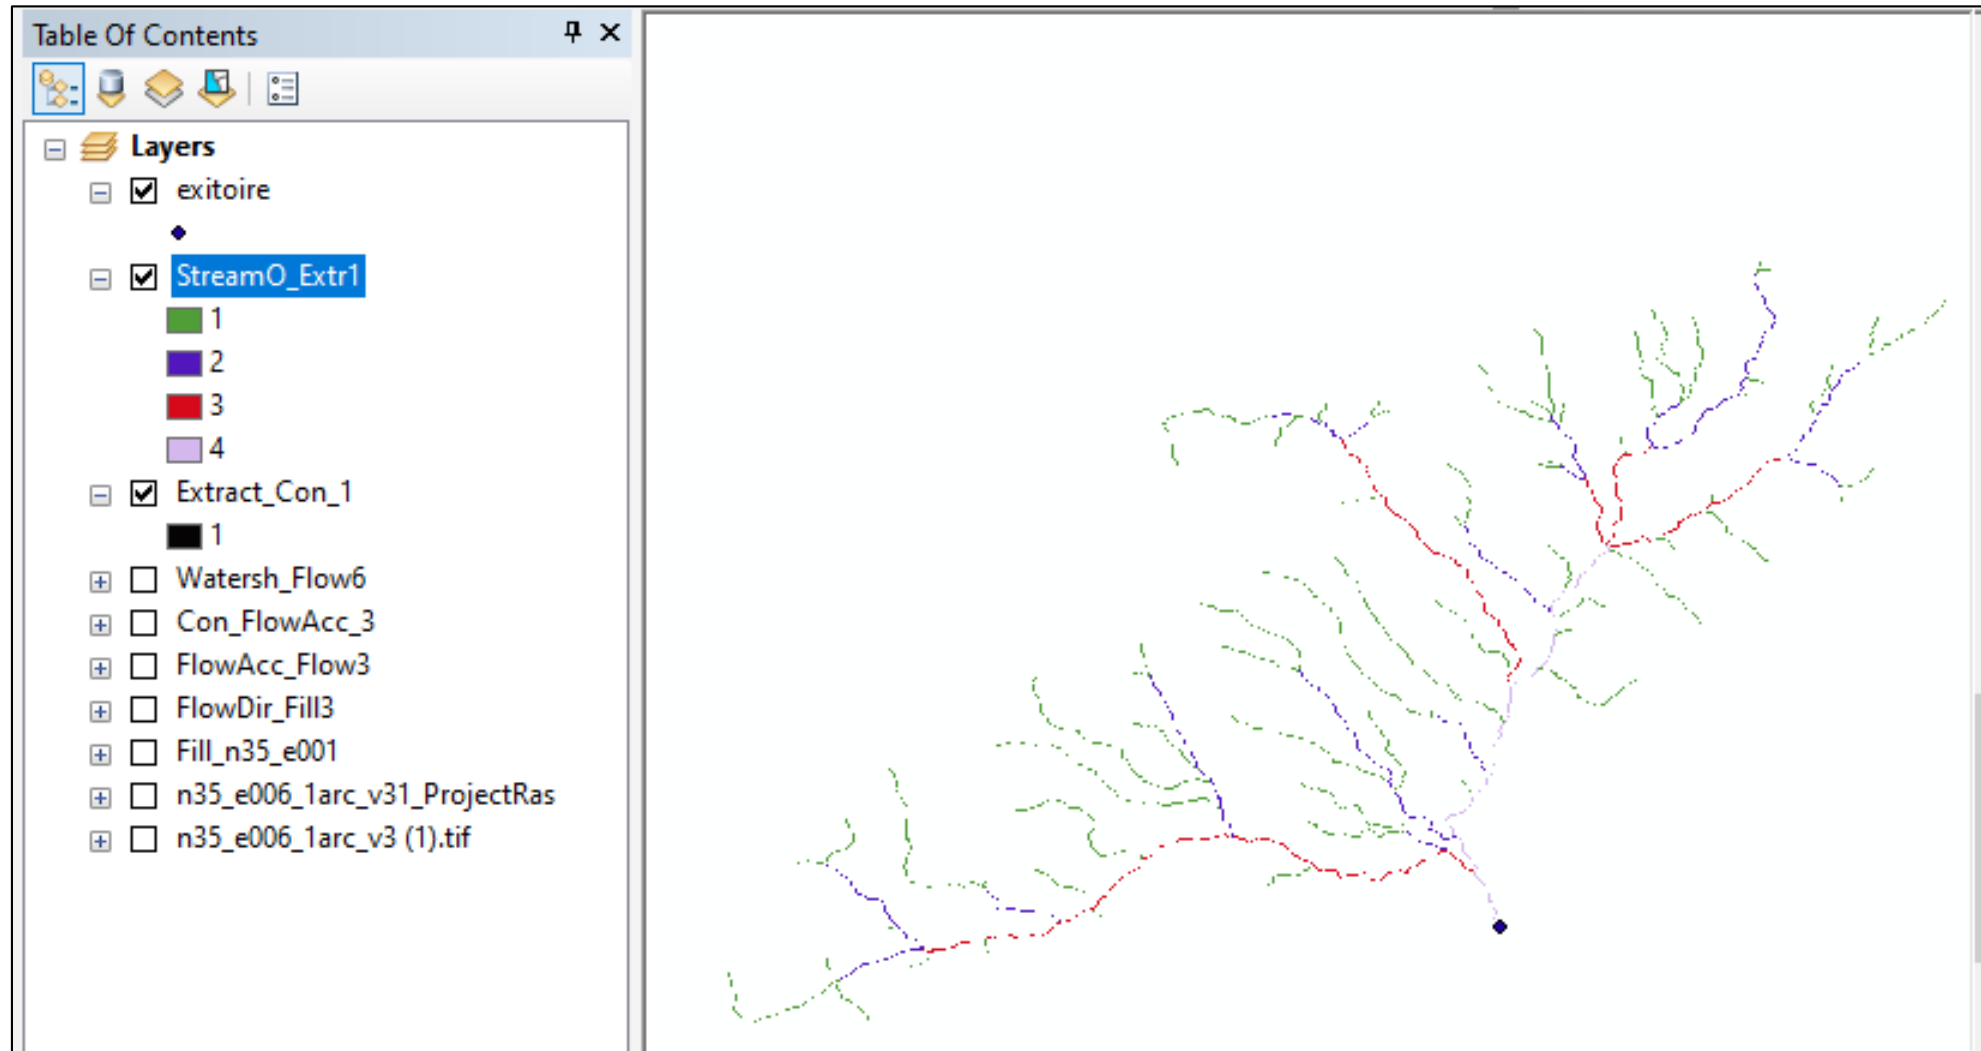 Table Of Contents
Layers
exitoire
StreamO_Extr1
1
2
3
4
Extract_Con_1
1
Watersh_Flow6
Con_FlowAcc_3
FlowAcc_Flow3
FlowDir_Fill3
Fill_n35_e001
n35_e006_1arc_v31_ProjectRas
n35_e006_1arc_v3 (1).tif